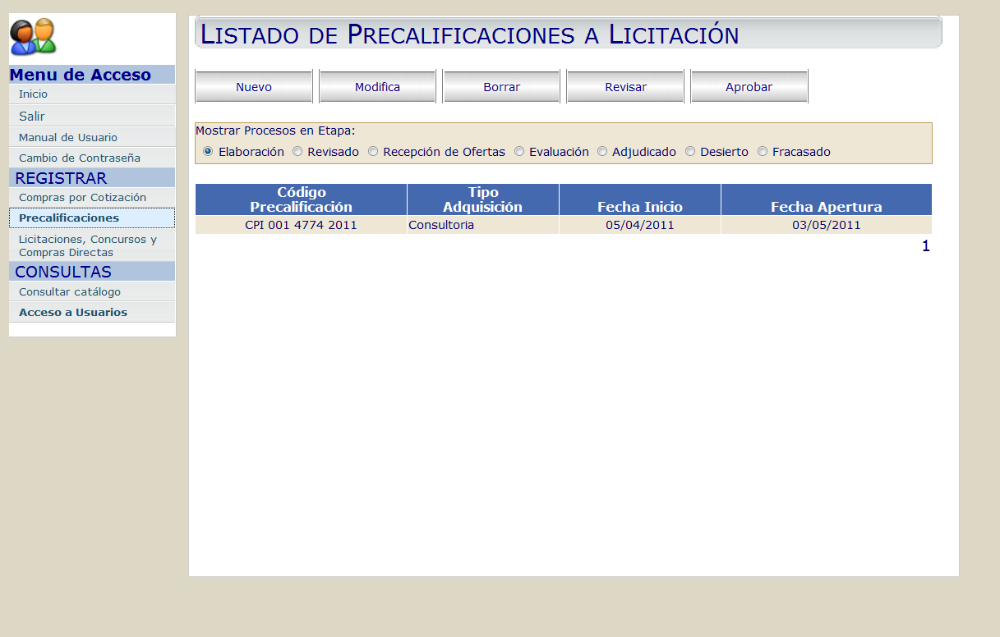 Menu de Acceso
Inicio
Salir
Manual de Usuario
Cambio de Contraseña
REGISTRAR
Compras por Cotización
Precalificaciones
Licitaciones, Concursos y
Compras Directas
CONSULTAS
Consultar catálogo
Acceso a Usuarios
LISTADO DE PRECALIFICACIONES A LICITACIÓN
Nuevo Modifica Borrar Revisar Aprobar
Mostrar Procesos en Etapa:
Elaboración Revisado Recepción de Ofertas Evaluación Adjudicado Desierto Fracasado
Código Tipo
Precalificación Adquisición Fecha Inicio Fecha Apertura
CPI 001 4774 2011 Consultoria 05/04/2011 03/05/2011
1